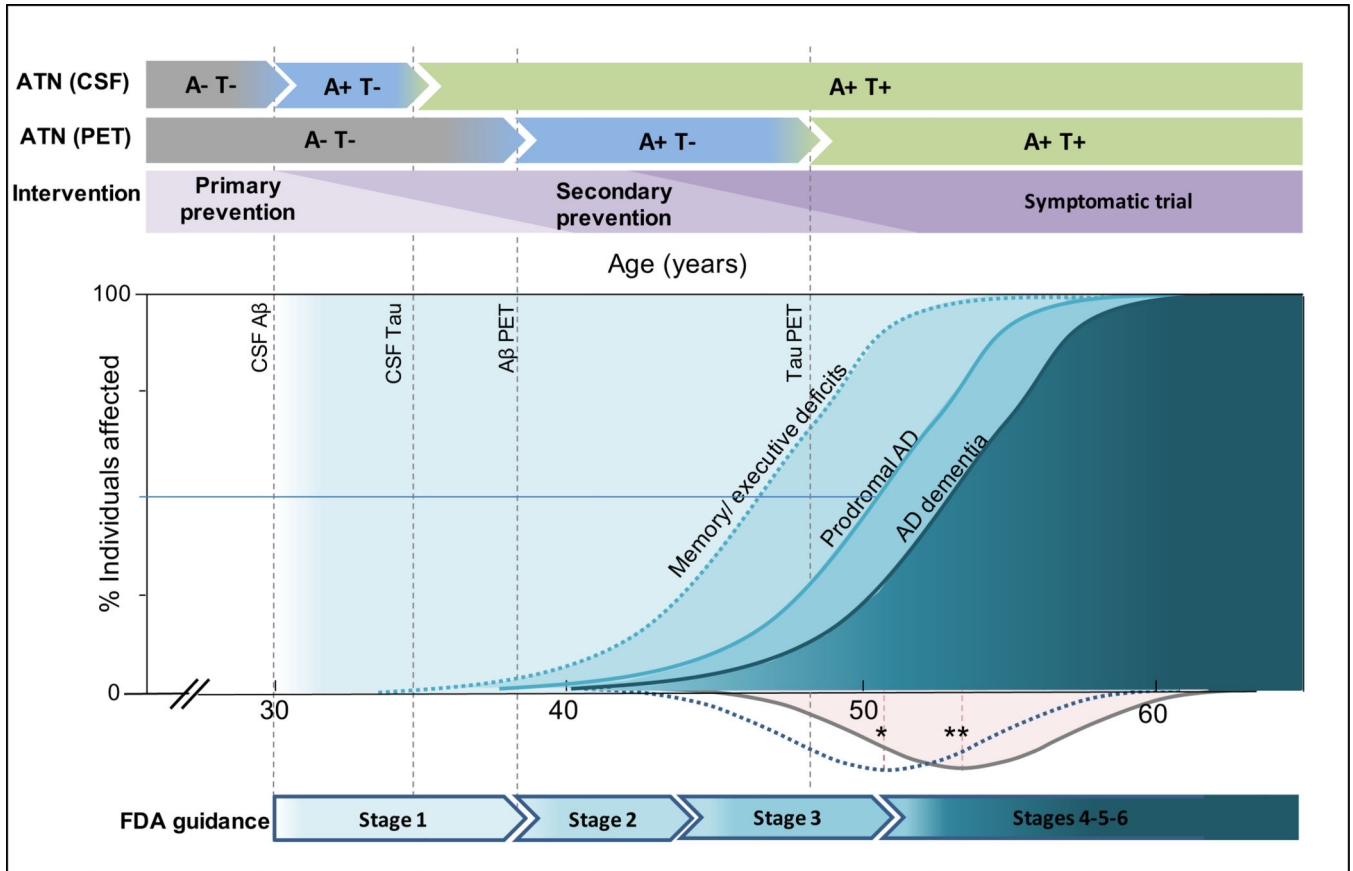 ATN (CSF)
A- T-
A+ T-
A+ T+
ATN (PET)
A- T-
A+ T-
A+ T+
Intervention
Primary
prevention
Secondary
prevention
Symptomatic trial
Age (years)
100
0
% Individuals affected
CSF Aβ
CSF Tau
Aβ PET
Tau PET
Memory/ executive deficits
Prodromal AD
AD dementia
30
40
50
60
*
**
FDA guidance
Stage 1
Stage 2
Stage 3
Stages 4-5-6